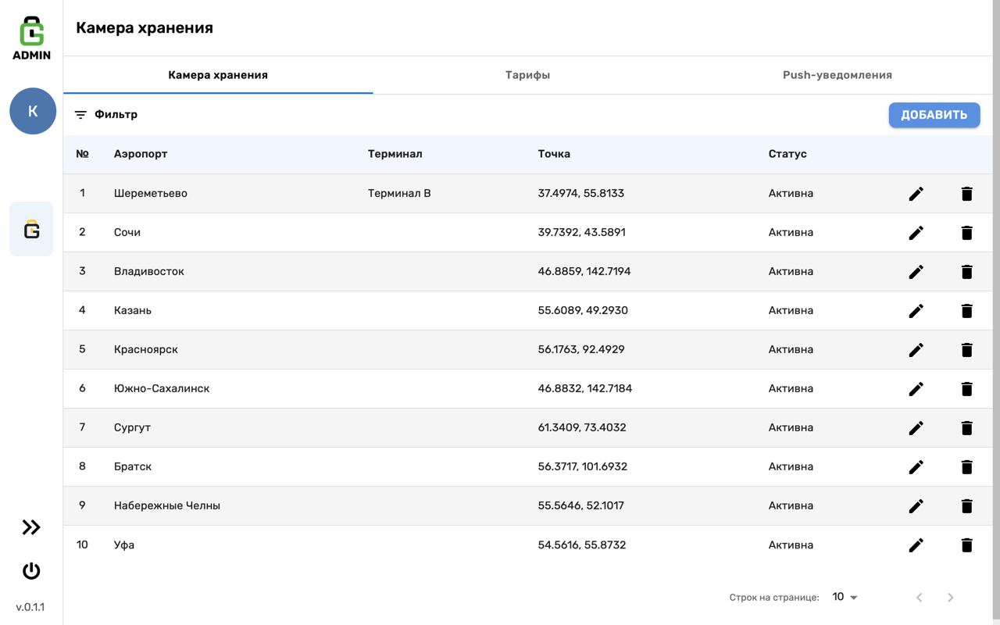 ADMIN
Камера хранения
Камера хранения Тарифы Push-уведомления
К
Фильтр ДОБАВИТЬ
№ Аэропорт Терминал Точка Статус
1 Шереметьево Терминал B 37.4974, 55.8133 Активна
2 Сочи 39.7392, 43.5891 Активна
3 Владивосток 46.8859, 142.7194 Активна
4 Казань 55.6089, 49.2930 Активна
5 Красноярск 56.1763, 92.4929 Активна
6 Южно-Сахалинск 46.8832, 142.7184 Активна
7 Сургут 61.3409, 73.4032 Активна
8 Братск 56.3717, 101.6932 Активна
9 Набережные Челны 55.5646, 52.1017 Активна
10 Уфа 54.5616, 55.8732 Активна
Строк на странице: 10
v.0.1.1